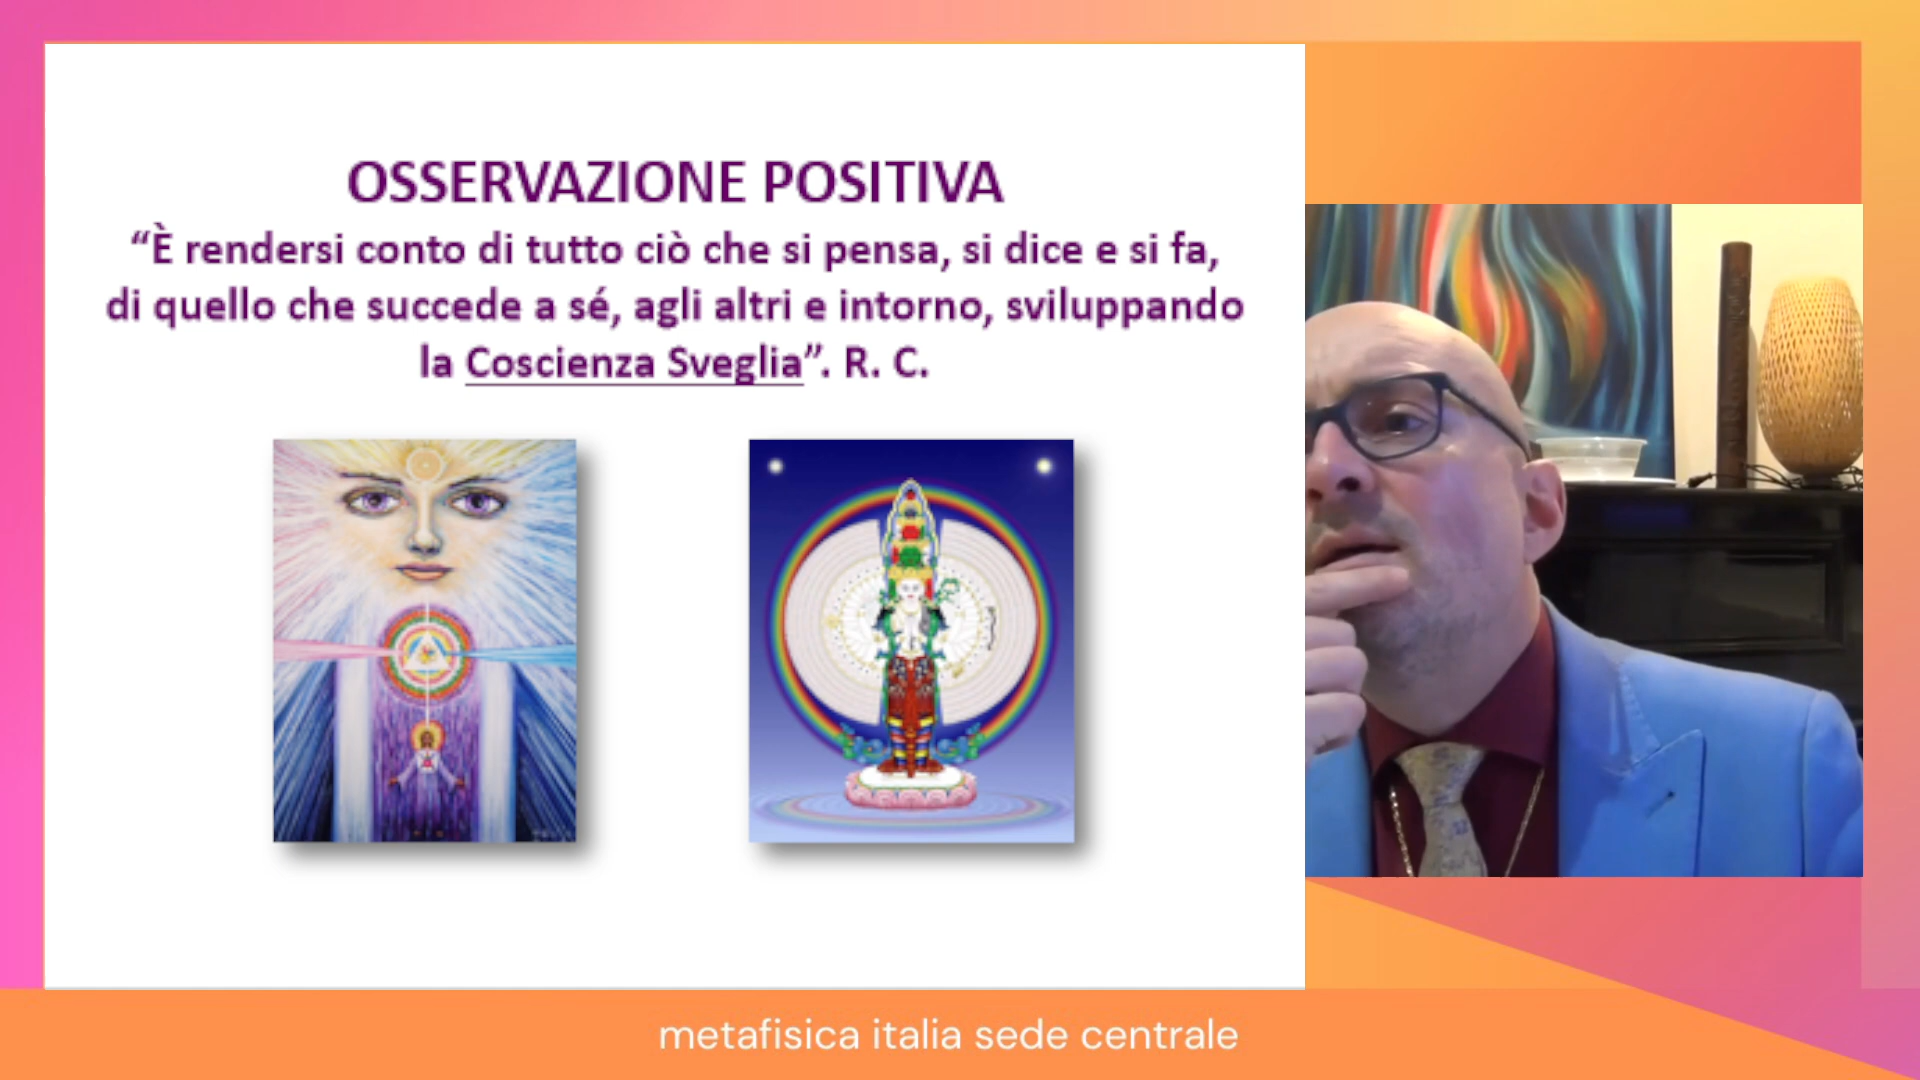 OSSERVAZIONE POSITIVA
“È rendersi conto di tutto ciò che si pensa, si dice e si fa,
di quello che succede a sé, agli altri e intorno, sviluppando
la Coscienza Sveglia”. R. C.
metafisica italia sede centrale